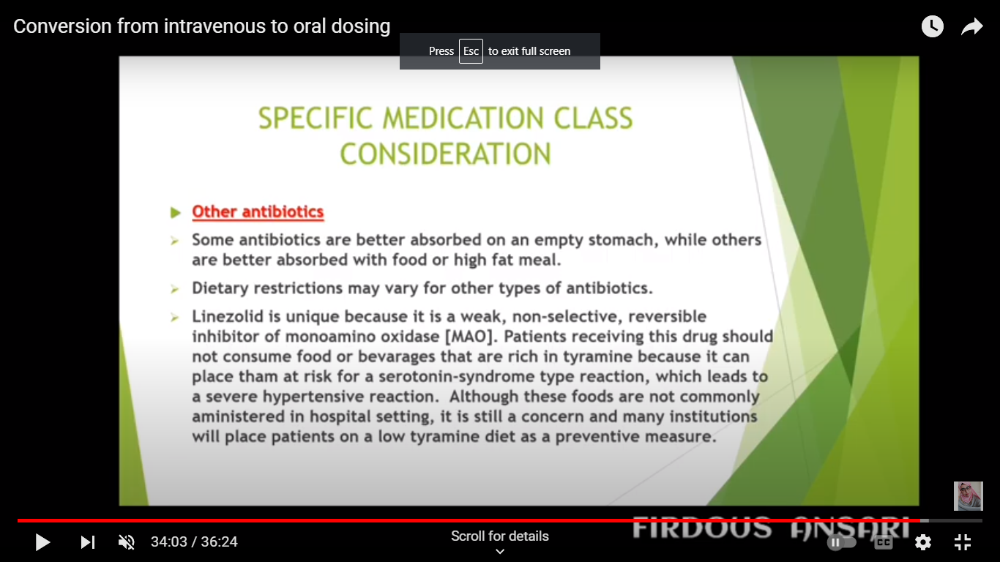 Conversion from intravenous to oral dosing
Press Esc to exit full screen
SPECIFIC MEDICATION CLASS
CONSIDERATION
Other antibiotics
Some antibiotics are better absorbed on an empty stomach, while others
are better absorbed with food or high fat meal.
Dietary restrictions may vary for other types of antibiotics.
Linezolid is unique because it is a weak, non-selective, reversible
inhibitor of monoamino oxidase [MAO]. Patients receiving this drug should
not consume food or bevarages that are rich in tyramine because it can
place tham at risk for a serotonin-syndrome type reaction, which leads to
a severe hypertensive reaction. Although these foods are not commonly
aministered in hospital setting, it is still a concern and many institutions
will place patients on a low tyramine diet as a preventive measure.
FIRDOUS ANSARI
34:03 / 36:24
Scroll for details
CC